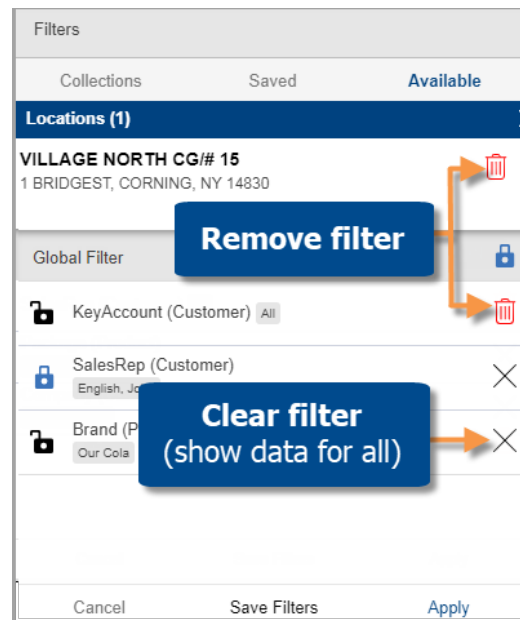 Filters
Collections Saved Available
Locations (1)
VILLAGE NORTH CG/# 15
1 BRIDGEST, CORNING, NY 14830
Remove filter
Global Filter
KeyAccount (Customer) All
SalesRep (Customer)
English,
Clear filter
(show data for all)
Brand
Our Cola
Cancel Save Filters Apply